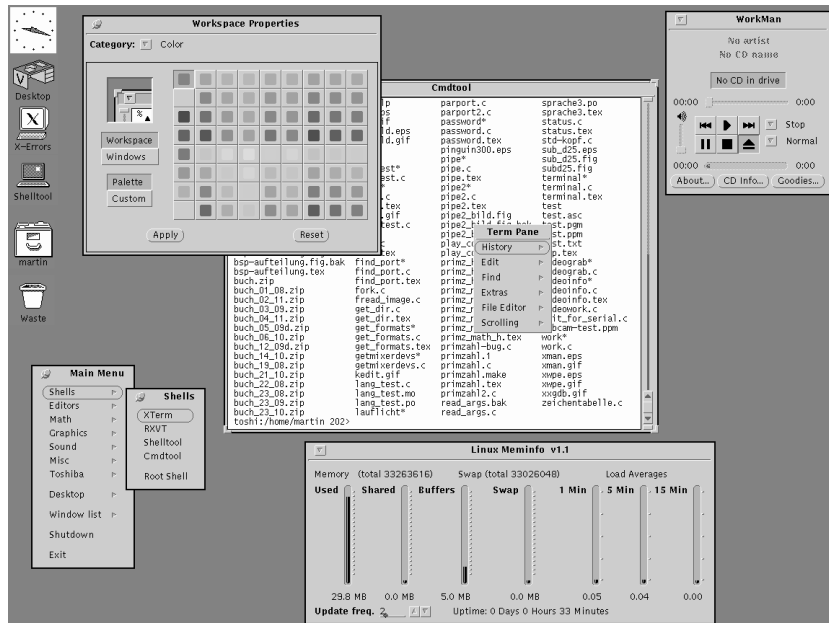 Workspace Properties
Category: Color
Workspace
Windows
Palette
Custom
Apply
Reset
WorkMan
No artist
No CD name
No CD in drive
00:00 0:00
Stop
Normal
00:00 0:00
About... CD Info... Goodies...
Desktop
X-Errors
Shelltool
martin
Waste
Cmdtool
parport.c sprache3.po
parport2.c sprache3.tex
password* status.c
password.c status.tex
password.tex std-kopf.c
pinguin300.eps sub_d25.eps
pipe* sub_d25.fig
pipe.c subd25.fig
pipe.tex terminal*
pipe2* terminal.c
pipe2.c terminal.tex
pipe2.tex test
pipe2_bild.fig test.asc
bsp-aufteilung.fig.bak find_port*
bsp-aufteilung.tex find_port.c
buch.zip find_port.tex
buch_01_08.zip fork.c
buch_02_11.zip fread_image.c
buch_03_09.zip get_dir.c
buch_04_11.zip get_dir.tex
buch_05_09d.zip get_formats*
buch_06_10.zip get_formats.c
buch_12_09d.zip get_formats.tex primz_math_h.tex work*
buch_14_10.zip getmixerdevs* primzahl-bug.c work.c
buch_19_08.zip getmixerdevs.c primzahl.1 xman.eps
buch_21_10.zip kedit.gif primzahl.c xman.gif
buch_22_08.zip lang_test.c primzahl.make xwpe.eps
buch_23_08.zip lang_test.mo primzahl.tex xwpe.gif
buch_23_09.zip lang_test.po primzahl2.c xxgdb.gif
buch_23_10.zip lauflicht* read_args.bak zeichentabelle.c
toshi:/home/martin 202> read_args.c
Term Pane
History
Edit
Find
Extras
File Editor
Scrolling
Main Menu
Shells
Editors
Math
Graphics
Sound
Misc
Toshiba
Desktop
Window list
Shutdown
Exit
Shells
XTerm
RXVT
Shelltool
Cmdtool
Root Shell
Linux Meminfo v1.1
Memory (total 33263616) Swap (total 33026048) Load Averages
Used Shared Buffers Swap 1 Min 5 Min 15 Min
29.8 MB 0.0 MB 5.0 MB 0.0 MB 0.05 0.04 0.00
Update freq. 2 Uptime: 0 Days 0 Hours 33 Minutes